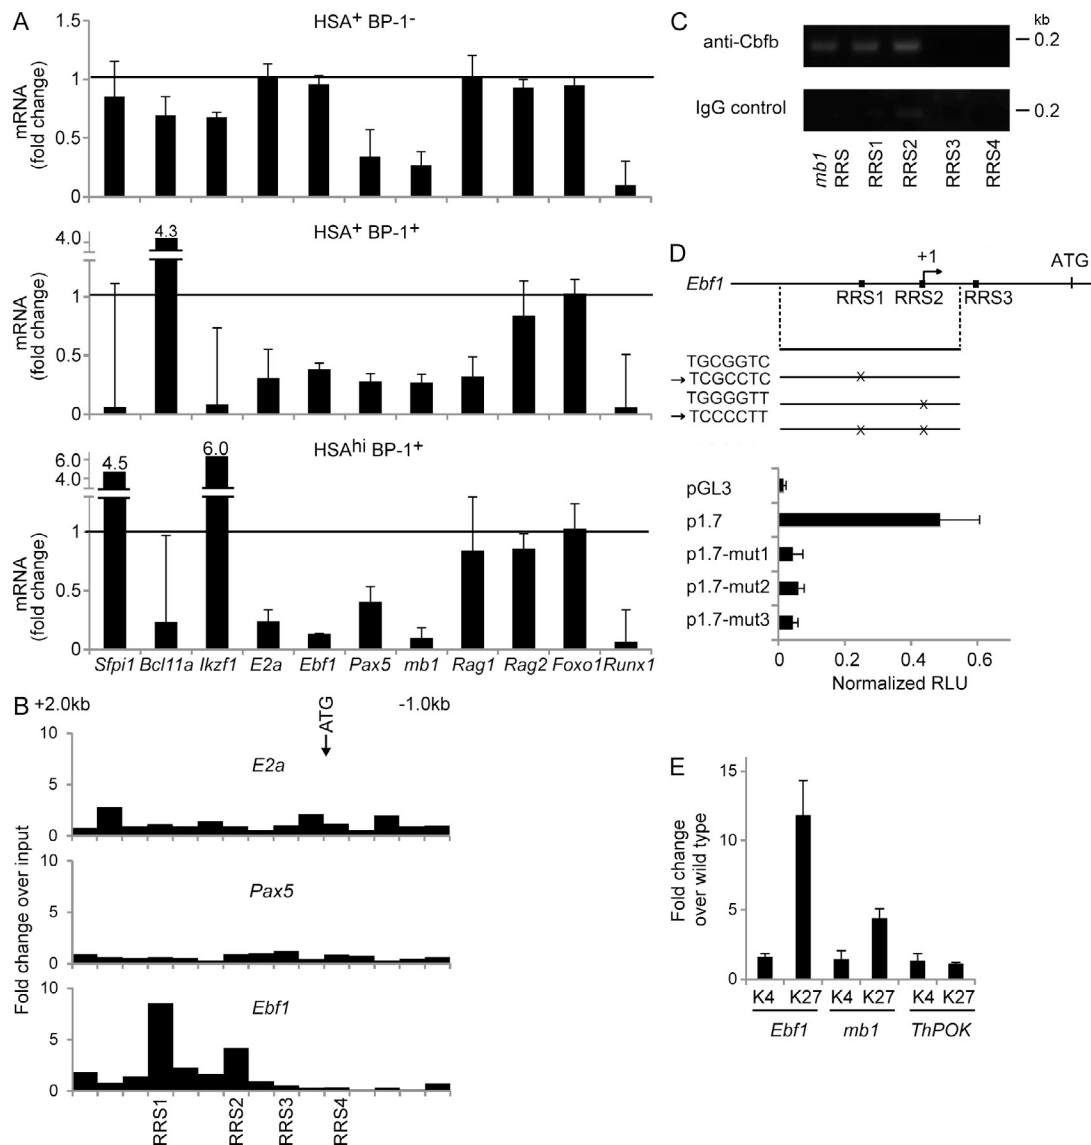 A
HSA+ BP-1-
mRNA
(fold change)
1.5
1
0.5
0
HSA+ BP-1+
mRNA
(fold change)
4.0
4.3
1
0.5
0
HSAhi BP-1+
mRNA
(fold change)
6.0
4.0
4.5
6.0
1
0.5
0
Sfpi1 Bcl11a Ikzf1 E2a Ebf1 Pax5 mb1 Rag1 Rag2 Foxo1 Runx1
B
+2.0kb
ATG
-1.0kb
Fold change over input
10
5
0
E2a
10
5
0
Pax5
10
5
0
Ebf1
RRS1
RRS2
RRS3
RRS4
C
kb
anti-Cbfb
0.2
IgG control
0.2
mb1
RRS
RRS1
RRS2
RRS3
RRS4
D
+1
ATG
Ebf1
RRS1 RRS2 RRS3
TGCGGTC
→TCGCCTC
X
TGGGGTT
X
→TCCCCTT
X X
pGL3
p1.7
p1.7-mut1
p1.7-mut2
p1.7-mut3
0 0.2 0.4 0.6
Normalized RLU
E
Fold change
over wild type
15
10
5
0
K4 K27 K4 K27 K4 K27
Ebf1 mb1 ThPOK